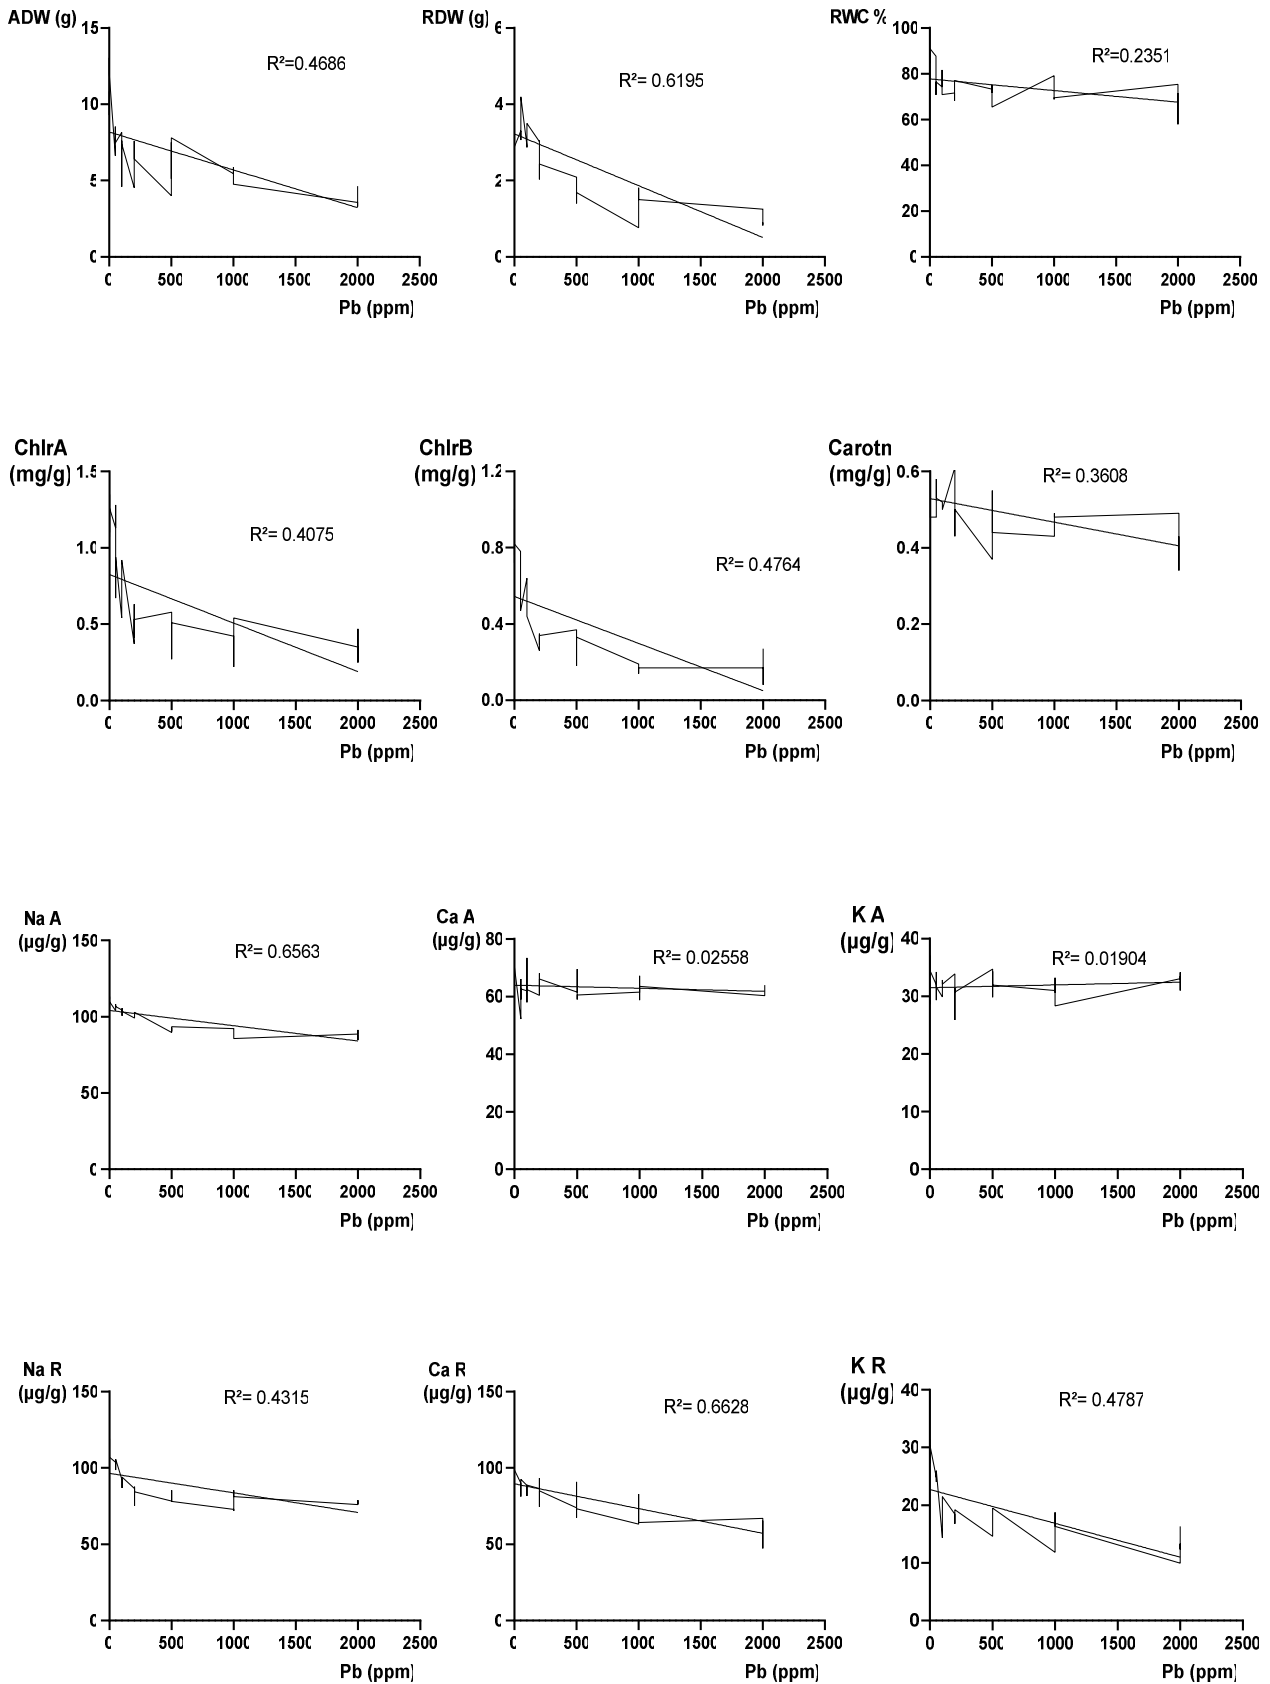 ADW (g)
15
10
5
0
R²=0.4686
0 500 1000 1500 2000 2500
Pb (ppm)
RDW (g)
6
4
2
0
R²= 0.6195
0 500 1000 1500 2000 2500
Pb (ppm)
RWC %
100
80
60
40
20
0
R²=0.2351
0 500 1000 1500 2000 2500
Pb (ppm)
ChlrA
(mg/g)
1.5
1.0
0.5
0.0
R²= 0.4075
0 500 1000 1500 2000 2500
Pb (ppm)
ChlrB
(mg/g)
1.2
0.8
0.4
0.0
R²= 0.4764
0 500 1000 1500 2000 2500
Pb (ppm)
Carotn
(mg/g)
0.6
0.4
0.2
0.0
R²= 0.3608
0 500 1000 1500 2000 2500
Pb (ppm)
Na A
(µg/g)
150
100
50
0
R²= 0.6563
0 500 1000 1500 2000 2500
Pb (ppm)
Ca A
(µg/g)
80
60
40
20
0
R²= 0.02558
0 500 1000 1500 2000 2500
Pb (ppm)
K A
(µg/g)
40
30
20
10
0
R²= 0.01904
0 500 1000 1500 2000 2500
Pb (ppm)
Na R
(µg/g)
150
100
50
0
R²= 0.4315
0 500 1000 1500 2000 2500
Pb (ppm)
Ca R
(µg/g)
150
100
50
0
R²= 0.6628
0 500 1000 1500 2000 2500
Pb (ppm)
K R
(µg/g)
40
30
20
10
0
R²= 0.4787
0 500 1000 1500 2000 2500
Pb (ppm)